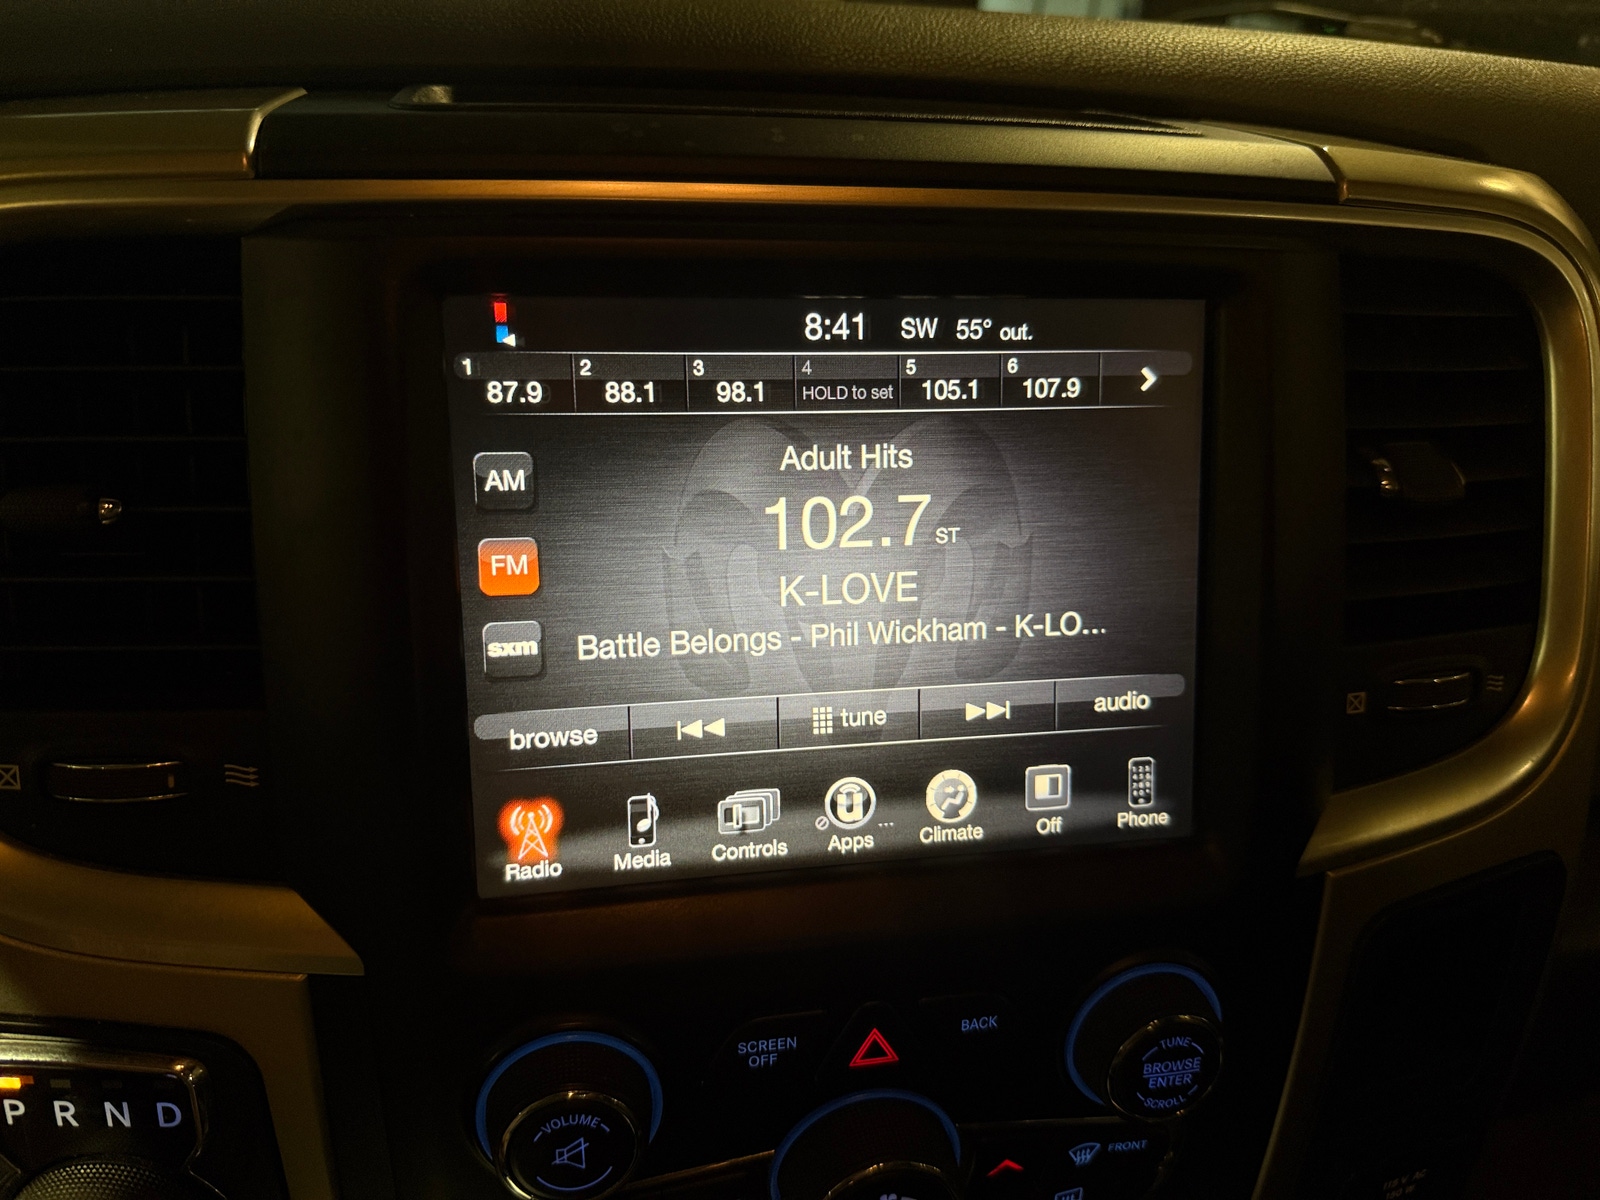 8:41 SW 55° out.
1 2 3 4 5 6
87.9 88.1 98.1 HOLD to set 105.1 107.9
Adult Hits
AM
102.7 ST
FM
K-LOVE
sxm
Battle Belongs - Phil Wickham - K-LO...
browse tune audio
Radio Media Controls Apps ... Climate Off Phone
SCREEN OFF
BACK
TUNE
BROWSE
ENTER
SCROLL
VOLUME
P R N D
FRONT